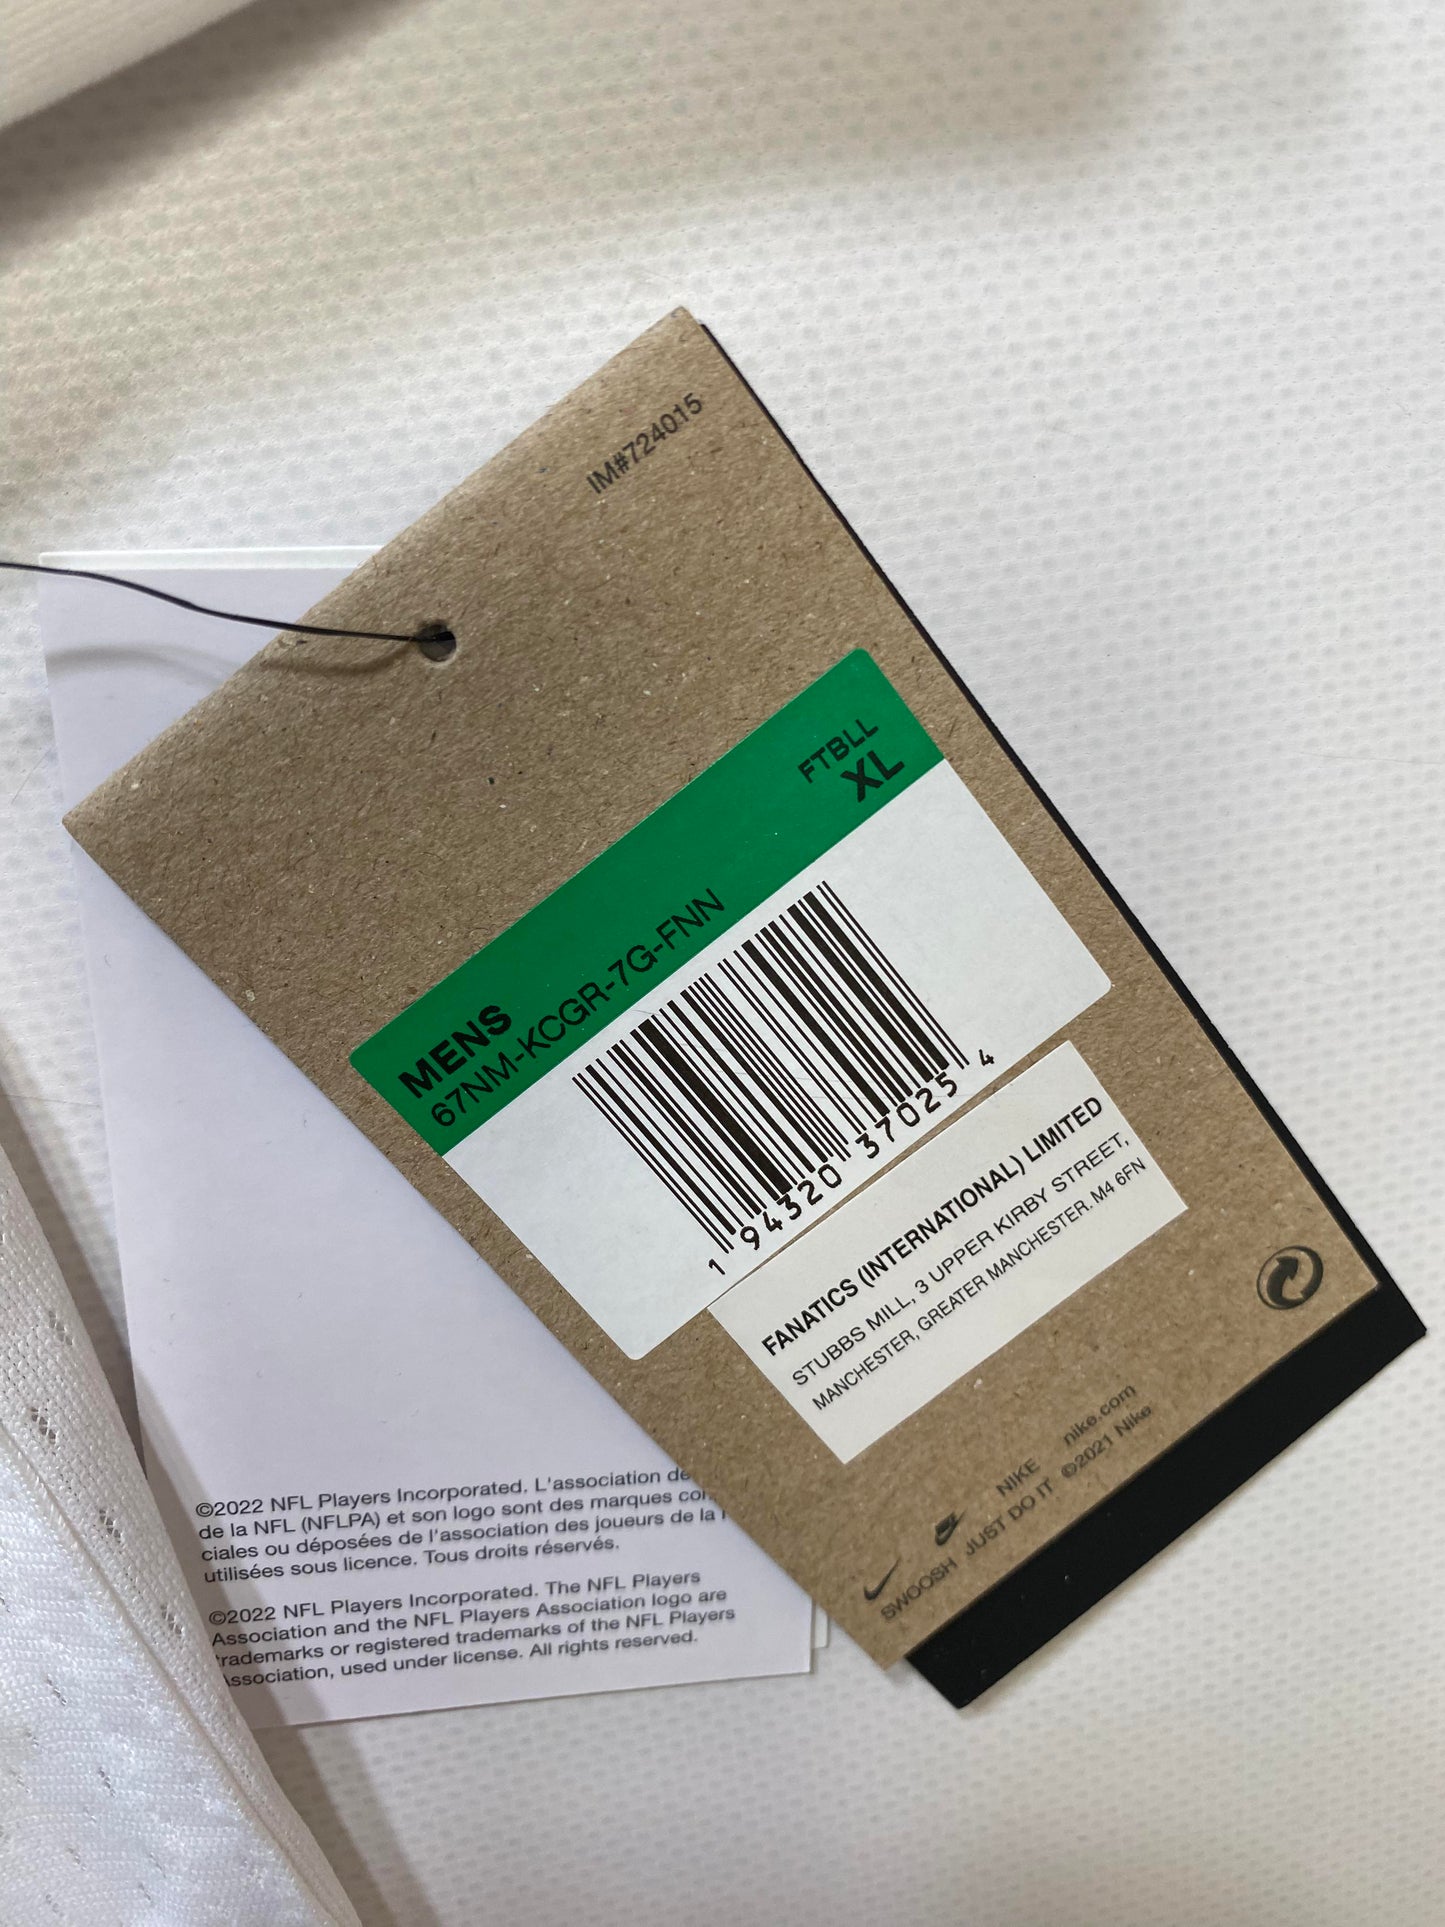 IM#724015
FTBLL
XL
MENS
67NM-KCGR-7G-FNN
1 94320 37025 4
FANATICS (INTERNATIONAL) LIMITED
STUBBS MILL, 3 UPPER KIRBY STREET,
MANCHESTER, GREATER MANCHESTER. M4 6FN
NIKE nike.com
SWOOSH JUST DO IT ©2021 Nike
©2022 NFL Players Incorporated. L'association de
de la NFL (NFLPA) et son logo sont des marques
ciales ou déposées de l'association des joueurs de la
utilisées sous licence. Tous droits réservés.
©2022 NFL Players Incorporated. The NFL Players
Association and the NFL Players Association logo are
trademarks or registered trademarks of the NFL Players
Association, used under license. All rights reserved.